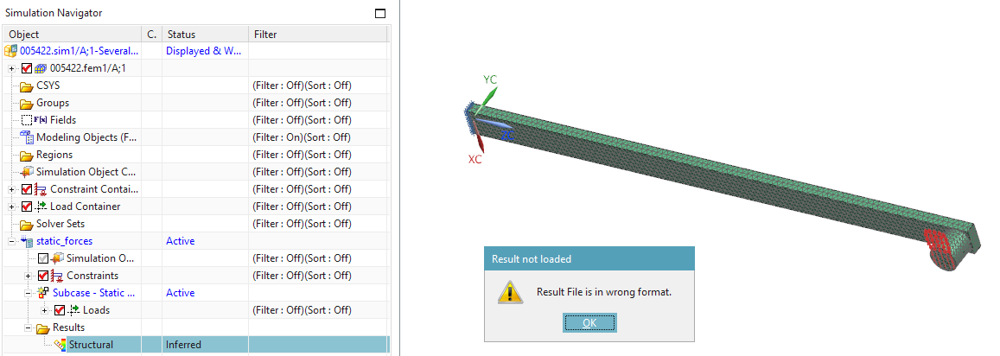 Simulation Navigator
Object C. Status Filter
005422.sim1/A;1-Several... Displayed & W...
005422.fem1/A;1
CSYS (Filter : Off)(Sort : Off)
Groups (Filter : Off)(Sort : Off)
F(x) Fields (Filter : Off)(Sort : Off)
Modeling Objects (F... (Filter : On)(Sort : Off)
Regions (Filter : Off)(Sort : Off)
Simulation Object C... (Filter : Off)(Sort : Off)
Constraint Contai... (Filter : Off)(Sort : Off)
Load Container (Filter : Off)(Sort : Off)
Solver Sets (Filter : Off)(Sort : Off)
static_forces Active
Simulation O... (Filter : Off)(Sort : Off)
Constraints (Filter : Off)(Sort : Off)
Subcase - Static ... Active
Loads (Filter : Off)(Sort : Off)
Results
Structural Inferred
YC
ZC
XC
Result not loaded
Result File is in wrong format.
OK